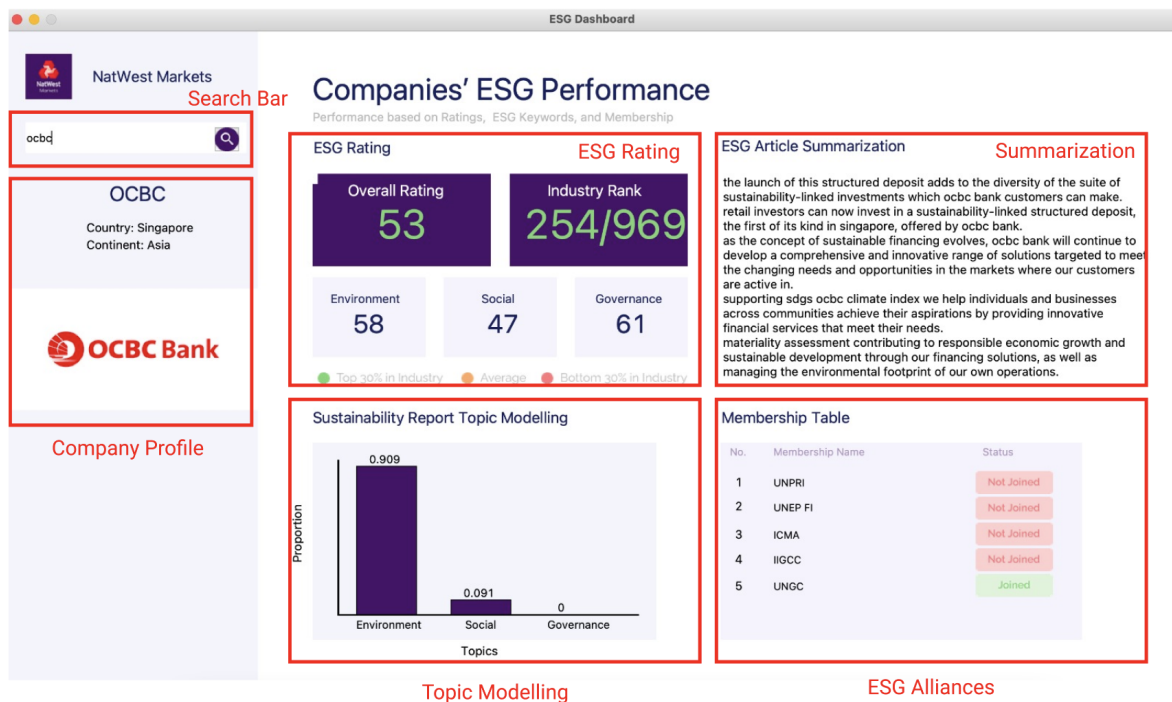 ESG Dashboard
NatWest
Markets
NatWest Markets
Search Bar
ocbc
OCBC
Country: Singapore
Continent: Asia
OCBC Bank
Company Profile
Companies' ESG Performance
Performance based on Ratings, ESG Keywords, and Membership
ESG Rating
ESG Rating
Overall Rating
53
Industry Rank
254/969
Environment
58
Social
47
Governance
61
Top 30% in Industry
Average
Bottom 30% in Industry
ESG Article Summarization
Summarization
the launch of this structured deposit adds to the diversity of the suite of
sustainability-linked investments which ocbc bank customers can make.
retail investors can now invest in a sustainability-linked structured deposit,
the first of its kind in singapore, offered by ocbc bank.
as the concept of sustainable financing evolves, ocbc bank will continue to
develop a comprehensive and innovative range of solutions targeted to meet
the changing needs and opportunities in the markets where our customers
are active in.
supporting sdgs ocbc climate index we help individuals and businesses
across communities achieve their aspirations by providing innovative
financial services that meet their needs.
materiality assessment contributing to responsible economic growth and
sustainable development through our financing solutions, as well as
managing the environmental footprint of our own operations.
Sustainability Report Topic Modelling
Proportion
0.909
0.091
0
Environment Social Governance
Topics
Topic Modelling
Membership Table
No. Membership Name Status
1 UNPRI Not Joined
2 UNEP FI Not Joined
3 ICMA Not Joined
4 IIGCC Not Joined
5 UNGC Joined
ESG Alliances